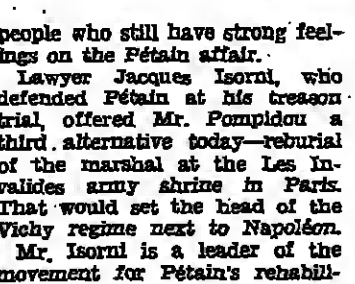 people who still have strong feel-
ings on the Pétain affair.
Lawyer Jacques Isorni, who
defended Pétain at his treason
trial, offered Mr. Pompidou a
third alternative today—reburial
of the marshal at the Les In-
valides army shrine in Paris.
That would set the head of the
Vichy regime next to Napoléon.
Mr. Isorni is a leader of the
movement for Pétain's rehabili-